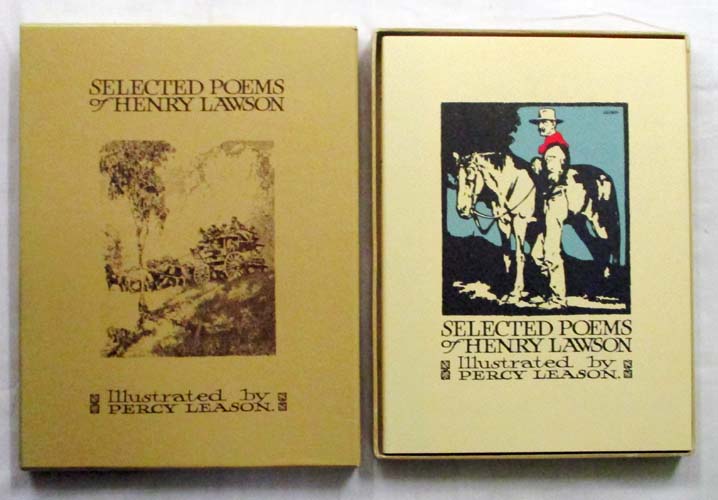 SELECTED POEMS
of HENRY LAWSON
Illustrated by
PERCY LEASON.
SELECTED POEMS
of HENRY LAWSON
Illustrated by
PERCY LEASON.